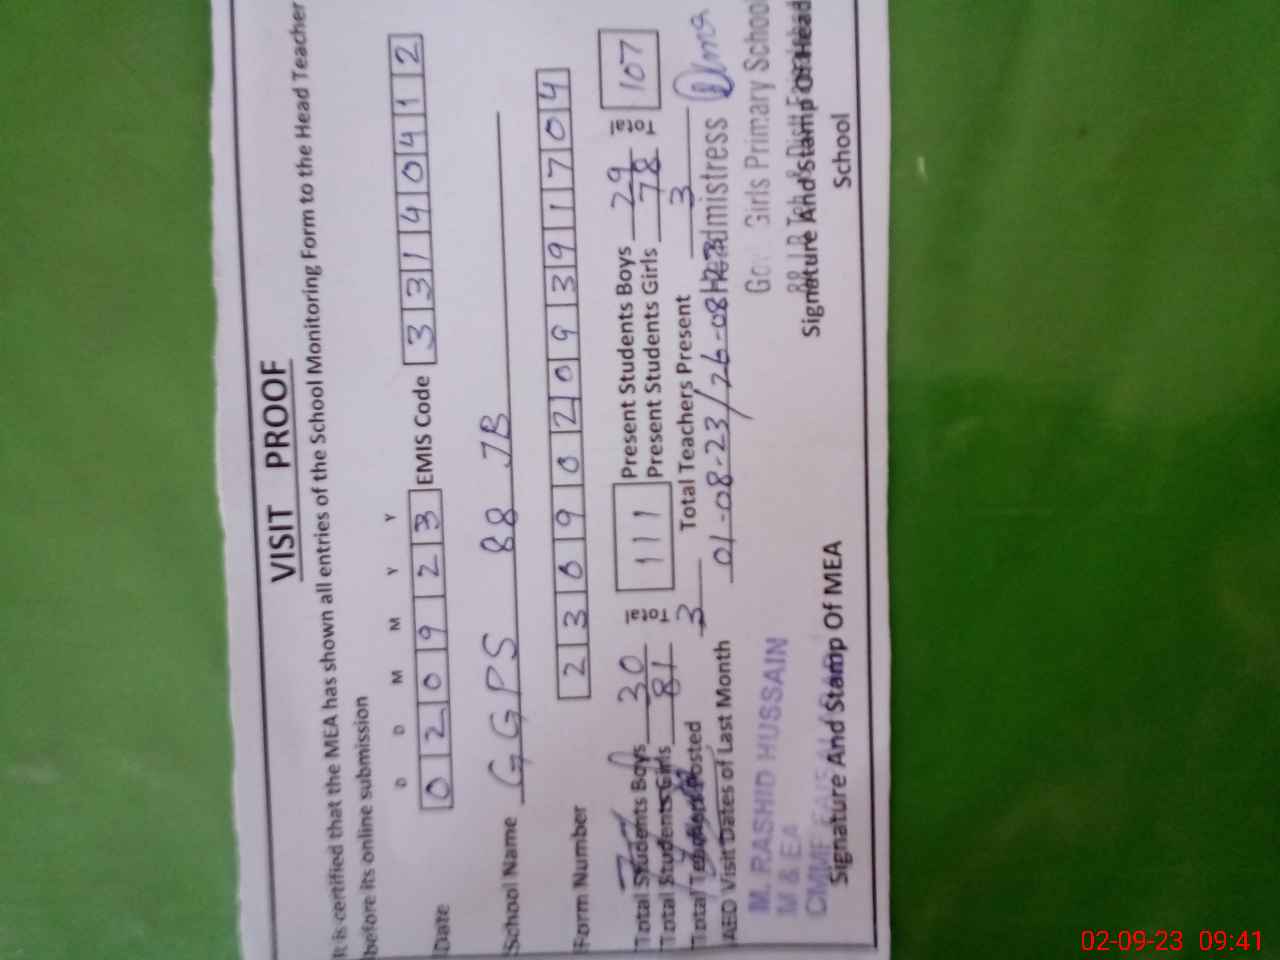 VISIT PROOF
It is certified that the MEA has shown all entries of the School Monitoring Form to the Head Teacher
before its online submission
D D M M Y Y
Date 0 2 0 9 2 3 EMIS Code 3 3 1 4 0 4 1 2
School Name GGPS 88 JB
Form Number 2 3 0 9 0 2 0 9 3 9 1 1 7 0 4
Total Students Boys 30 Total 111 Present Students Boys 29 Total 107
Total Students Girls 81 Present Students Girls 78
Total Teachers Posted 3 Total Teachers Present 3
AEO Visit Dates of Last Month 01-08-23/26-08-23 Headmistress
M. RASHID HUSSAIN Girls Primary School
M & EA 88 J.B
CMMF
Signature And Stamp Of MEA Signature And Stamp Of Head
School
02-09-23 09:41